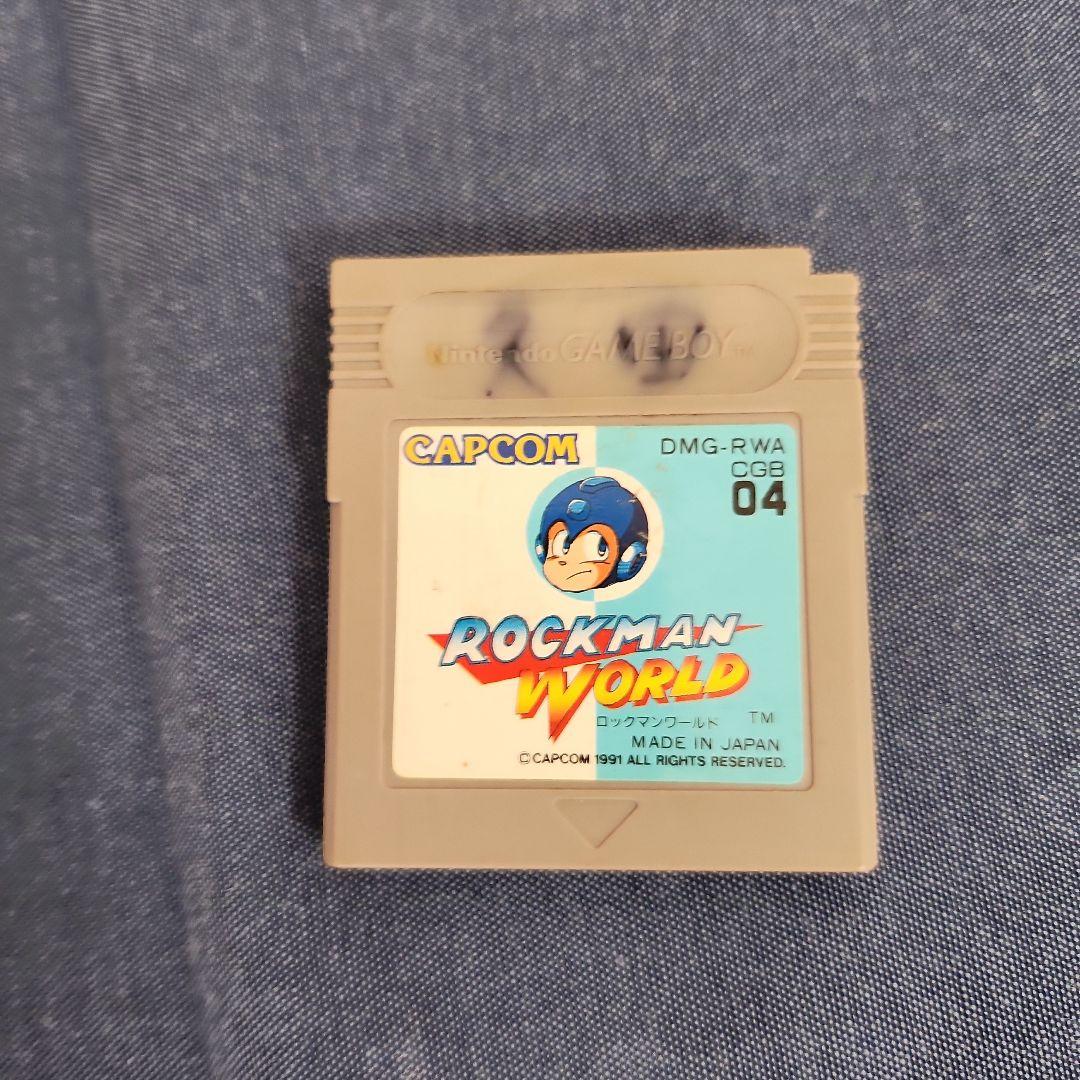 Nintendo GAME BOY TM
CAPCOM
DMG-RWA
CGB
04
ROCKMAN
WORLD
ロックマンワールド TM
MADE IN JAPAN
©CAPCOM 1991 ALL RIGHTS RESERVED.